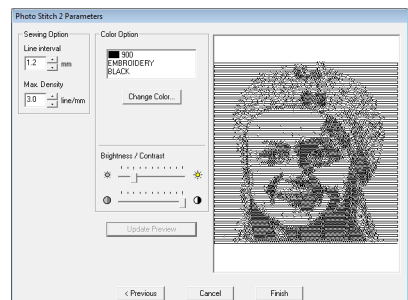 Photo Stitch 2 Parameters
Sewing Option
Line interval
1.2 mm
Max. Density
3.0 line/mm
Color Option
900
EMBROIDERY
BLACK
Change Color...
Brightness / Contrast
Update Preview
< Previous
Cancel
Finish